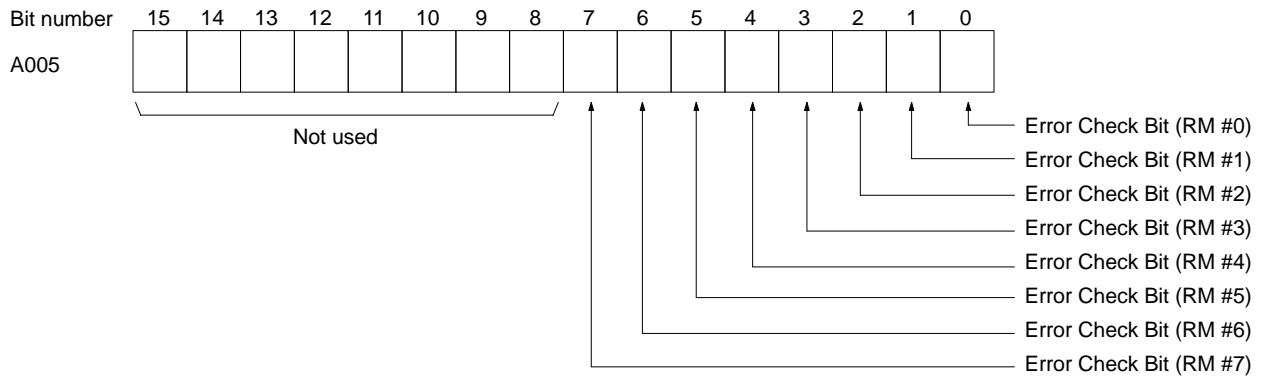 Bit number 15 14 13 12 11 10 9 8 7 6 5 4 3 2 1 0
A005
Not used
Error Check Bit (RM #0)
Error Check Bit (RM #1)
Error Check Bit (RM #2)
Error Check Bit (RM #3)
Error Check Bit (RM #4)
Error Check Bit (RM #5)
Error Check Bit (RM #6)
Error Check Bit (RM #7)